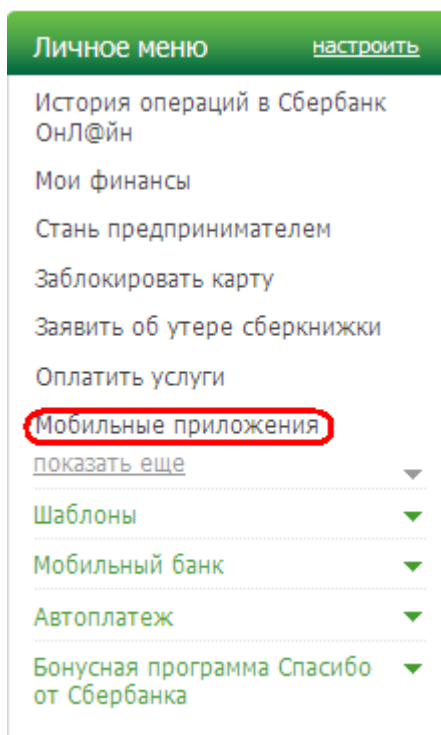 Личное меню настроить
История операций в Сбербанк
ОнЛ@йн
Мои финансы
Стань предпринимателем
Заблокировать карту
Заявить об утере сберкнижки
Оплатить услуги
Мобильные приложения
показать еще
Шаблоны
Мобильный банк
Автоплатеж
Бонусная программа Спасибо
от Сбербанка